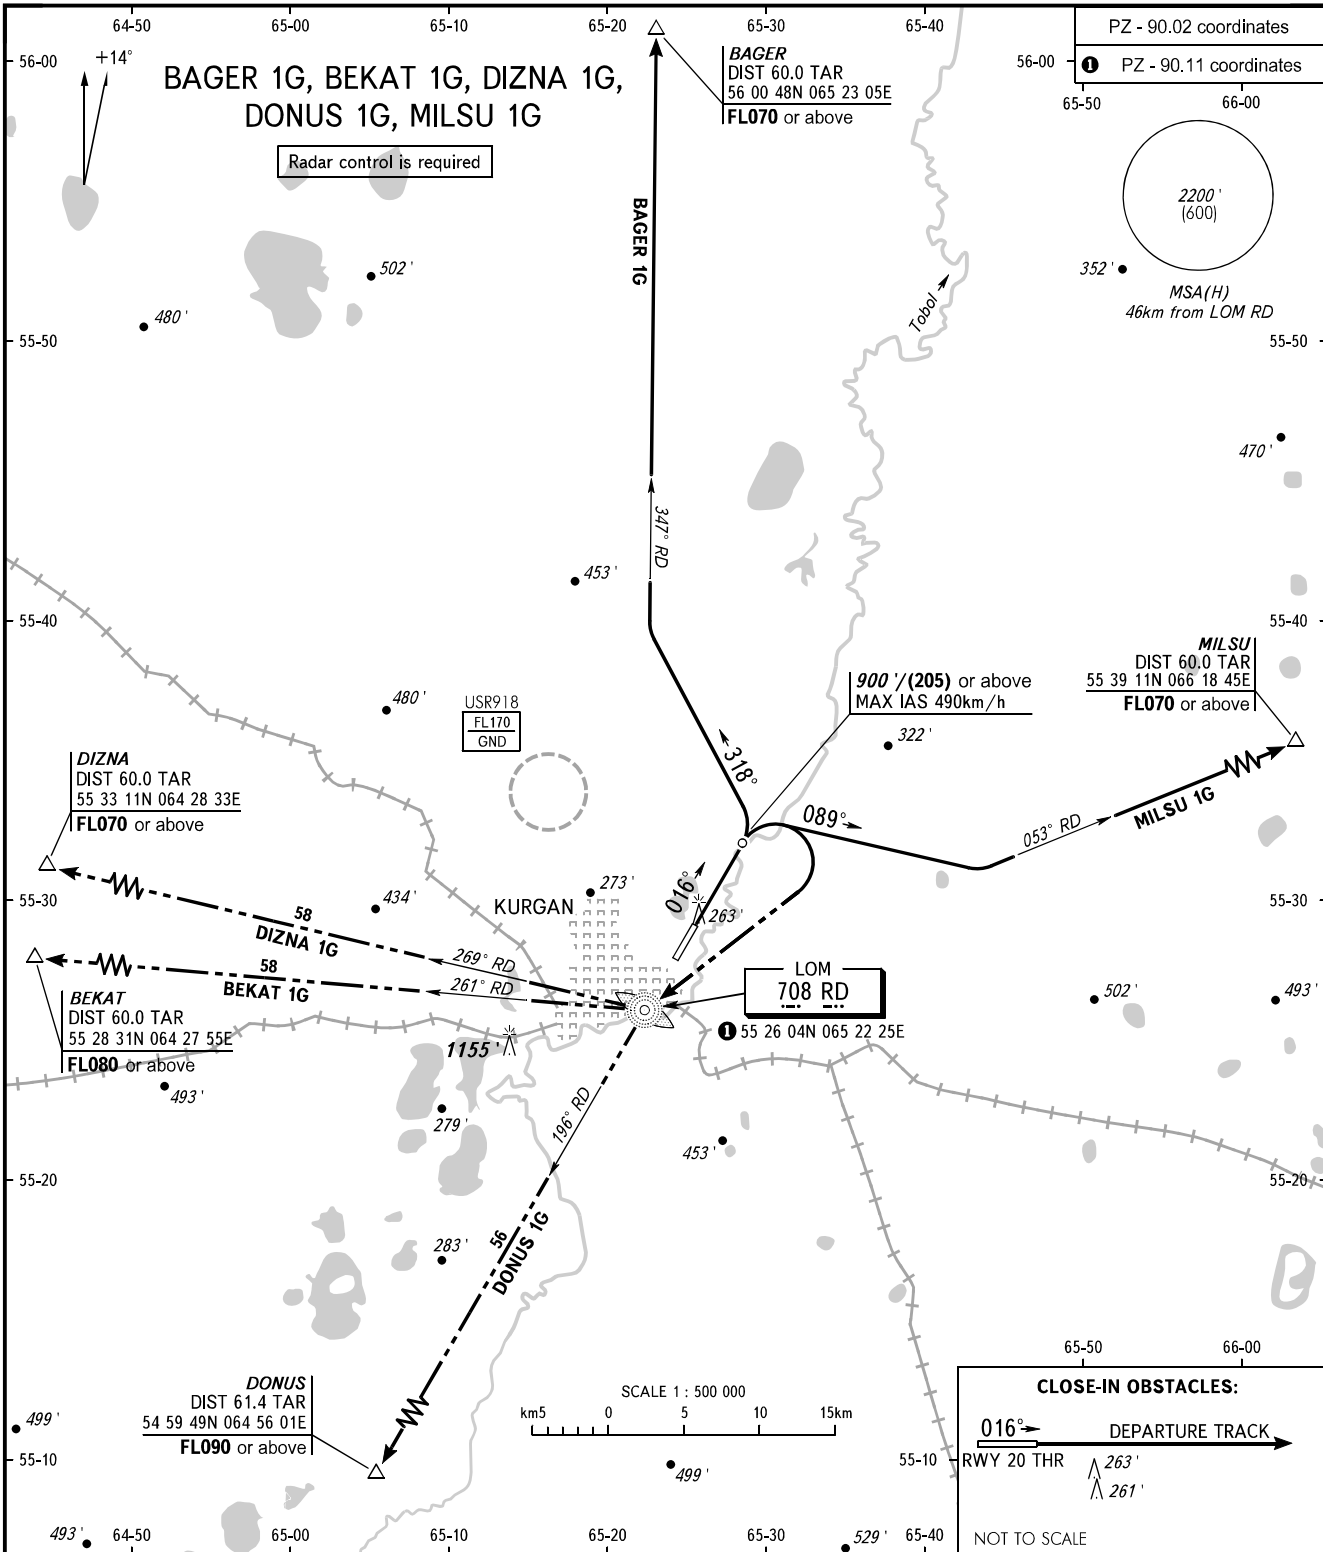 64-50 65-00 65-10 65-20 65-30 65-40
PZ - 90.02 coordinates
1 PZ - 90.11 coordinates
56-00
+14°
56-00
65-50 66-00
BAGER 1G, BEKAT 1G, DIZNA 1G,
DONUS 1G, MILSU 1G
Radar control is required
BAGER
DIST 60.0 TAR
56 00 48N 065 23 05E
FL070 or above
2200'
(600)
MSA(H)
46km from LOM RD
BAGER 1G
502'
480'
352'
Tobol
55-50
55-50
470'
347° RD
453'
55-40
55-40
MILSU
DIST 60.0 TAR
55 39 11N 066 18 45E
FL070 or above
900'/(205) or above
MAX IAS 490km/h
480'
USR918
FL170
GND
322'
318°
089°
053° RD
MILSU 1G
DIZNA
DIST 60.0 TAR
55 33 11N 064 28 33E
FL070 or above
016°
55-30
55-30
434'
273'
263'
KURGAN
58
DIZNA 1G
269° RD
58
BEKAT 1G
261° RD
LOM
708 RD
1 55 26 04N 065 22 25E
BEKAT
DIST 60.0 TAR
55 28 31N 064 27 55E
FL080 or above
502'
493'
1155'
493'
279'
196° RD
453'
55-20
55-20
283'
56
DONUS 1G
DONUS
DIST 61.4 TAR
54 59 49N 064 56 01E
FL090 or above
SCALE 1 : 500 000
km5 0 5 10 15km
499'
499'
55-10
55-10
65-50 66-00
CLOSE-IN OBSTACLES:
016°
DEPARTURE TRACK
RWY 20 THR
263'
261'
NOT TO SCALE
493'
529'
64-50 65-00 65-10 65-20 65-30 65-40